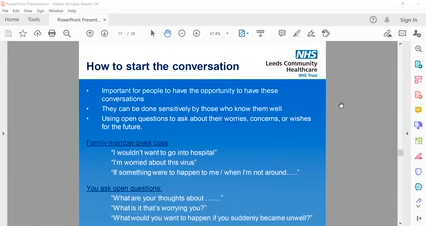 PowerPoint Presentation - Adobe Acrobat Reader DC
File Edit View Sign Window Help
Home Tools PowerPoint Present... × Sign In
17 / 26 57.4%
NHS
Leeds Community
Healthcare
NHS Trust
How to start the conversation
• Important for people to have the opportunity to have these
conversations
• They can be done sensitively by those who know them well
• Using open questions to ask about their worries, concerns, or wishes
for the future.
Family member gives cues
"I wouldn't want to go into hospital"
"I'm worried about this virus"
"If something were to happen to me / when I'm not around....."
You ask open questions:
"What are your thoughts about ......."
"What is it that's worrying you?"
"What would you want to happen if you suddenly became unwell?"